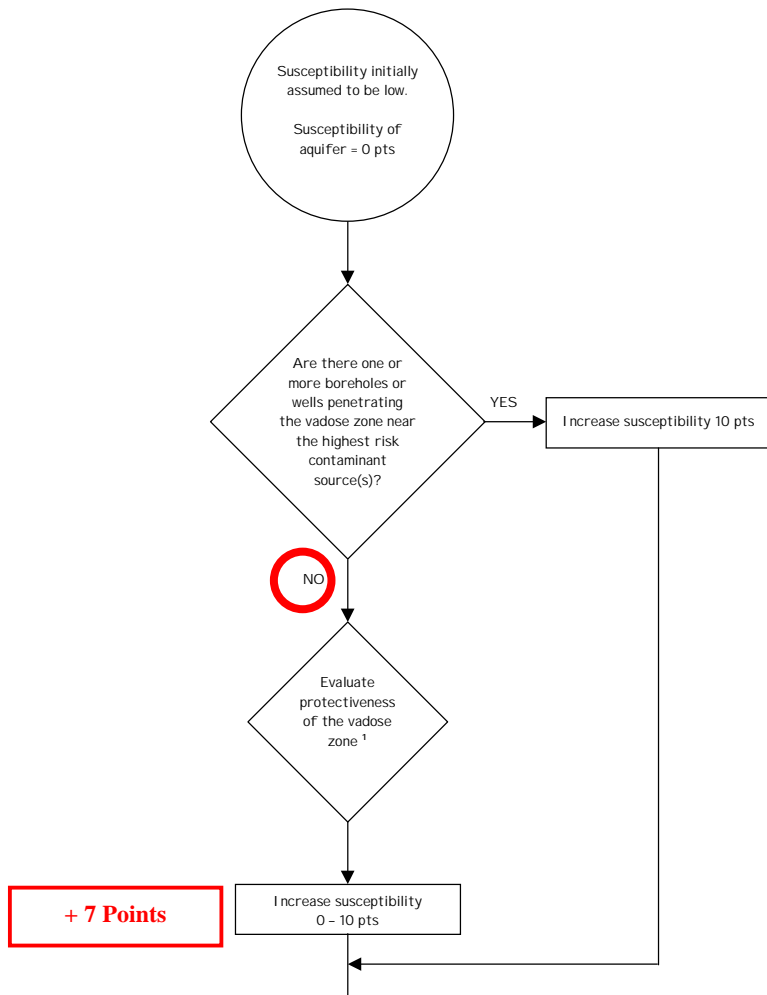 Susceptibility initially
assumed to be low.
Susceptibility of
aquifer = 0 pts
Are there one or
more boreholes or
wells penetrating
the vadose zone near
the highest risk
contaminant
source(s)?
YES
Increase susceptibility 10 pts
NO
Evaluate
protectiveness
of the vadose
zone ¹
+ 7 Points
Increase susceptibility
0 – 10 pts